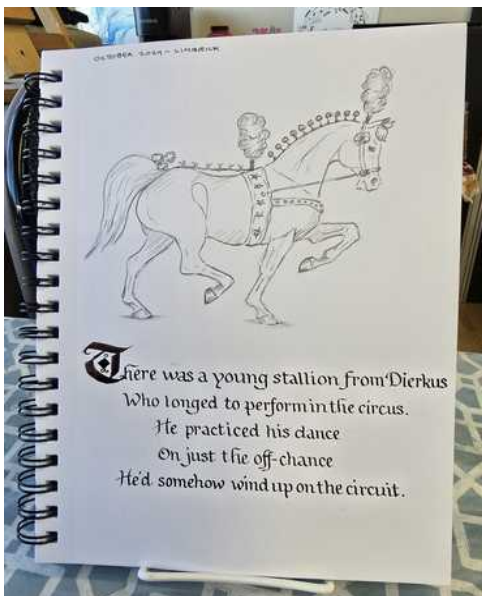 OCTOBER 2024 - LIMERICK
There was a young stallion from Dierkus
Who longed to perform in the circus.
He practiced his dance
On just the off-chance
He'd somehow wind up on the circuit.